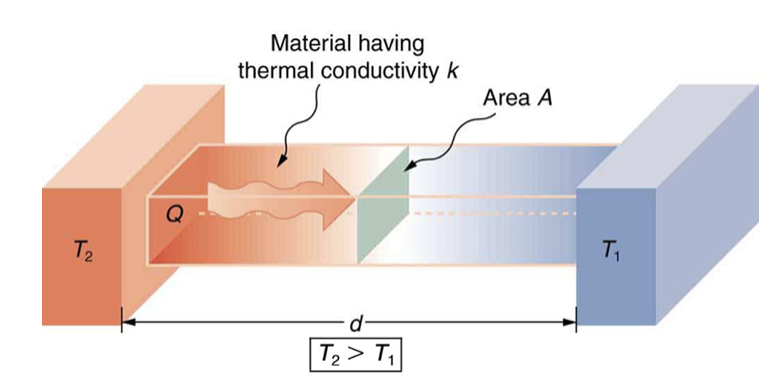 Material having
thermal conductivity k
Area A
Q
T₂
T₁
d
T₂ > T₁